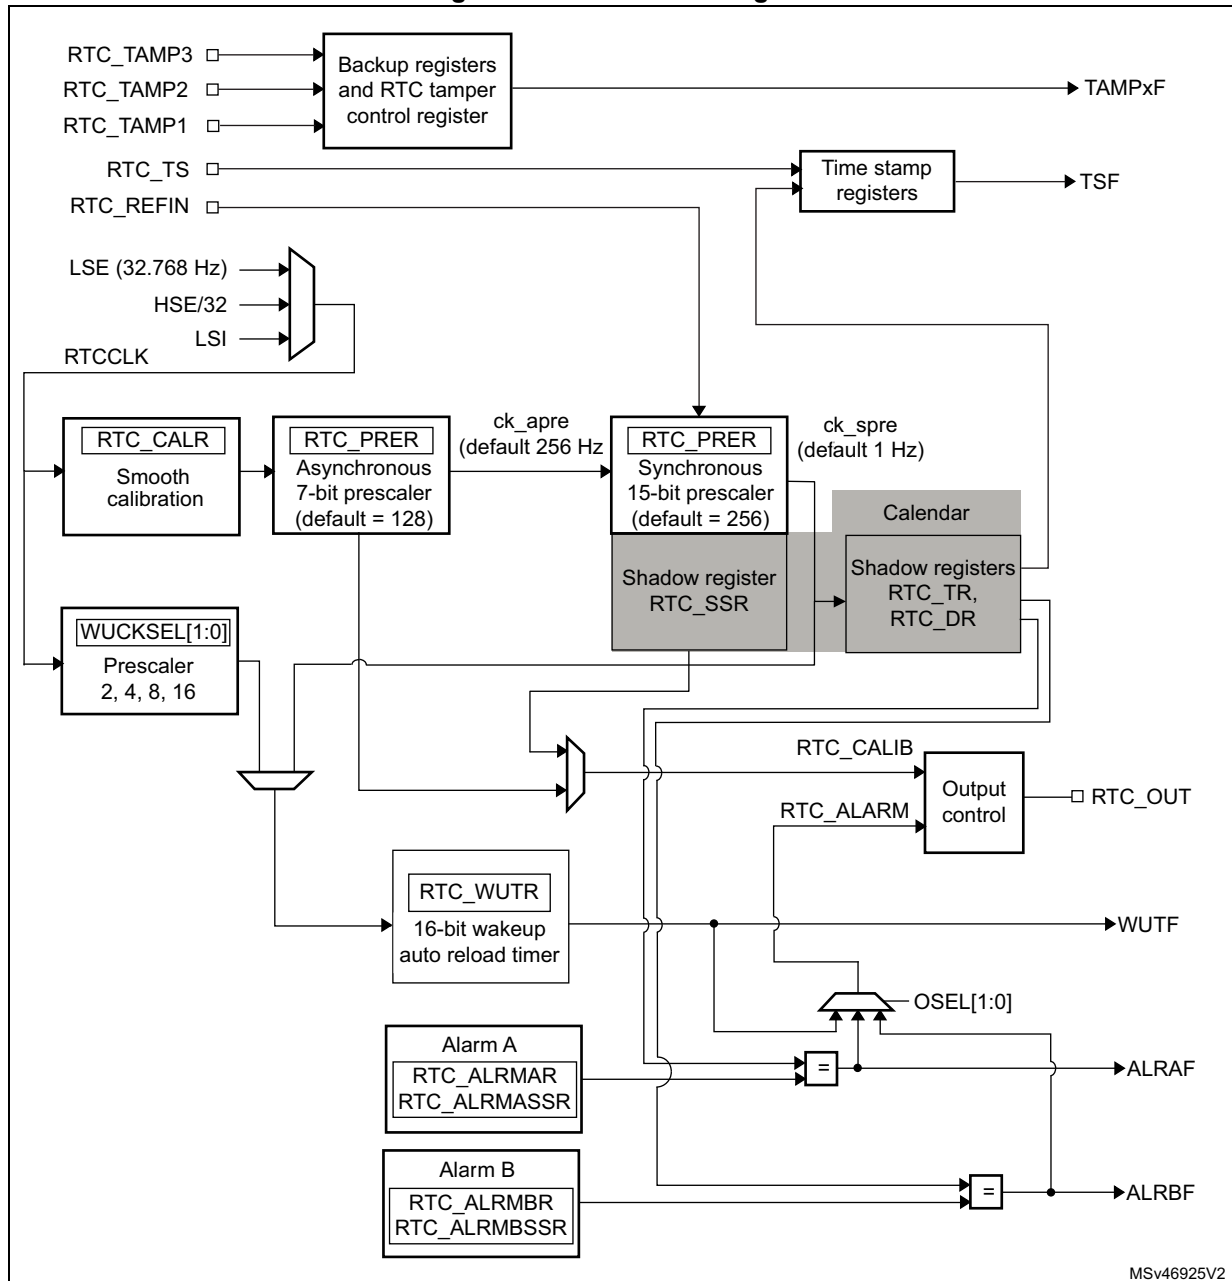 RTC_TAMP3
RTC_TAMP2
RTC_TAMP1
Backup registers
and RTC tamper
control register
TAMPxF
RTC_TS
RTC_REFIN
Time stamp
registers
TSF
LSE (32.768 Hz)
HSE/32
LSI
RTCCLK
RTC_CALR
Smooth
calibration
RTC_PRER
Asynchronous
7-bit prescaler
(default = 128)
ck_apre
(default 256 Hz
RTC_PRER
Synchronous
15-bit prescaler
(default = 256)
ck_spre
(default 1 Hz)
Calendar
Shadow register
RTC_SSR
Shadow registers
RTC_TR,
RTC_DR
WUCKSEL[1:0]
Prescaler
2, 4, 8, 16
RTC_CALIB
RTC_ALARM
Output
control
RTC_OUT
RTC_WUTR
16-bit wakeup
auto reload timer
WUTF
OSEL[1:0]
Alarm A
RTC_ALRMAR
RTC_ALRMASSR
=
ALRAF
Alarm B
RTC_ALRMBR
RTC_ALRMBSSR
=
ALRBF
MSv46925V2